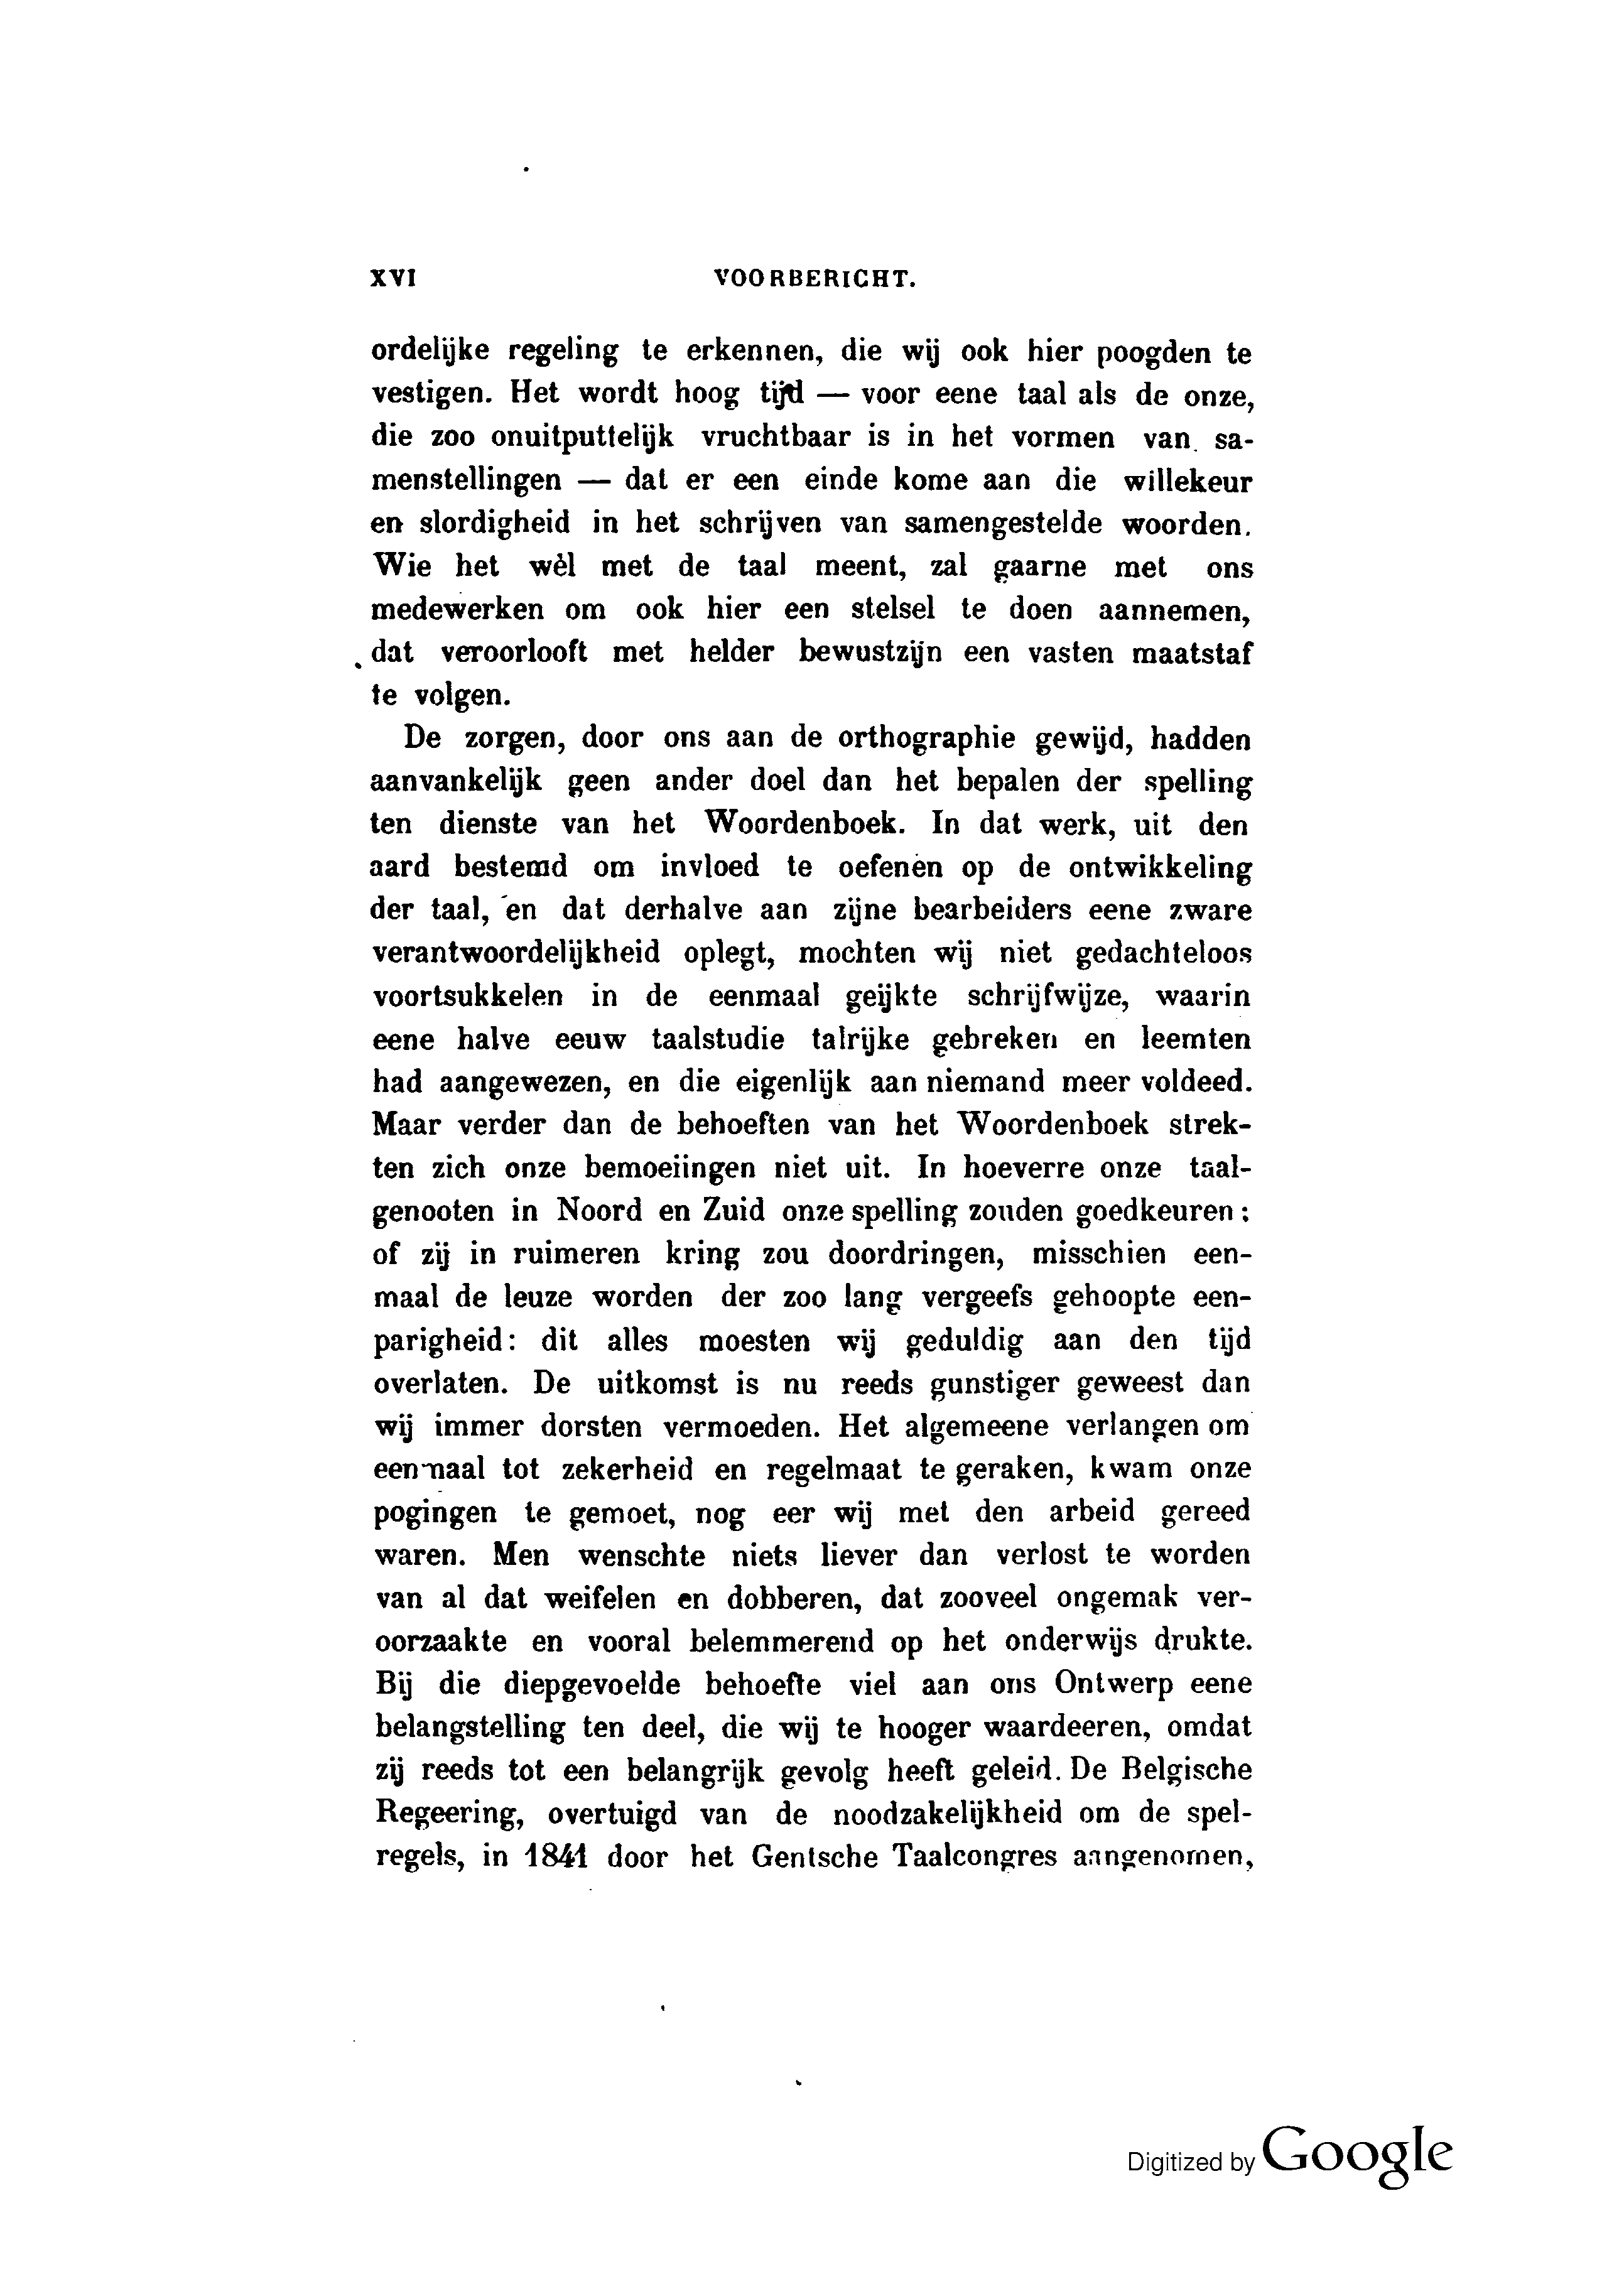 XVI VOORBERICHT.
ordelijke regeling te erkennen, die wij ook hier poogden te
vestigen. Het wordt hoog tijd — voor eene taal als de onze,
die zoo onuitputtelijk vruchtbaar is in het vormen van sa-
menstellingen — dat er een einde kome aan die willekeur
en slordigheid in het schrijven van samengestelde woorden.
Wie het wèl met de taal meent, zal gaarne met ons
medewerken om ook hier een stelsel te doen aannemen,
dat veroorlooft met helder bewustzijn een vasten maatstaf
te volgen.
De zorgen, door ons aan de orthographie gewijd, hadden
aanvankelijk geen ander doel dan het bepalen der spelling
ten dienste van het Woordenboek. In dat werk, uit den
aard bestemd om invloed te oefenen op de ontwikkeling
der taal, en dat derhalve aan zijne bearbeiders eene zware
verantwoordelijkheid oplegt, mochten wij niet gedachteloos
voortsukkelen in de eenmaal geijkte schrijfwijze, waarin
eene halve eeuw taalstudie talrijke gebreken en leemten
had aangewezen, en die eigenlijk aan niemand meer voldeed.
Maar verder dan de behoeften van het Woordenboek strek-
ten zich onze bemoeiingen niet uit. In hoeverre onze taal-
genooten in Noord en Zuid onze spelling zouden goedkeuren;
of zij in ruimeren kring zou doordringen, misschien een-
maal de leuze worden der zoo lang vergeefs gehoopte een-
parigheid: dit alles moesten wij geduldig aan den tijd
overlaten. De uitkomst is nu reeds gunstiger geweest dan
wij immer dorsten vermoeden. Het algemeene verlangen om
eenmaal tot zekerheid en regelmaat te geraken, kwam onze
pogingen te gemoet, nog eer wij met den arbeid gereed
waren. Men wenschte niets liever dan verlost te worden
van al dat weifelen en dobberen, dat zooveel ongemak ver-
oorzaakte en vooral belemmerend op het onderwijs drukte.
Bij die diepgevoelde behoefte viel aan ons Ontwerp eene
belangstelling ten deel, die wij te hooger waardeeren, omdat
zij reeds tot een belangrijk gevolg heeft geleid. De Belgische
Regeering, overtuigd van de noodzakelijkheid om de spel-
regels, in 1841 door het Gentsche Taalcongres aangenomen,
Digitized by Google